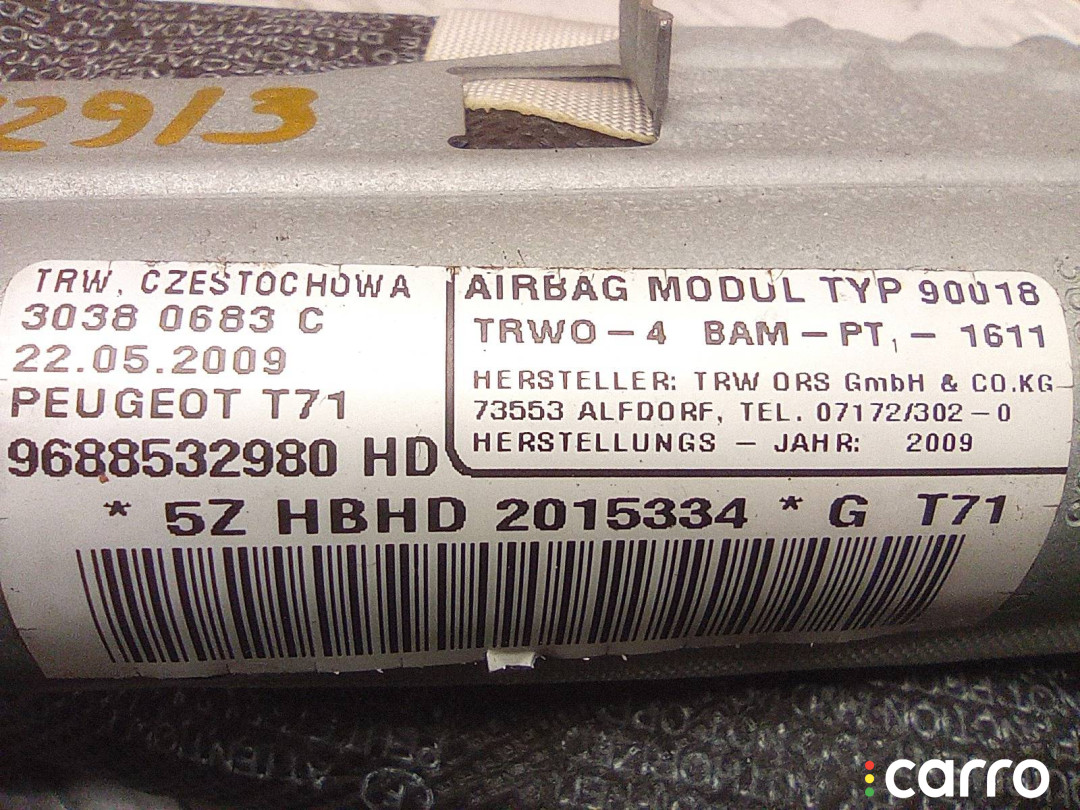 2913
TRW, CZESTOCHOWA
3038 0683 C
22.05.2009
PEUGEOT T71
9688532980 HD
AIRBAG MODUL TYP 90018
TRWO-4 BAM-PT,- 1611
HERSTELLER: TRW ORS GmbH & CO.KG
73553 ALFDORF, TEL. 07172/302-0
HERSTELLUNGS - JAHR: 2009
* 5Z HBHD 2015334 * G T71
ATTENTION
carro